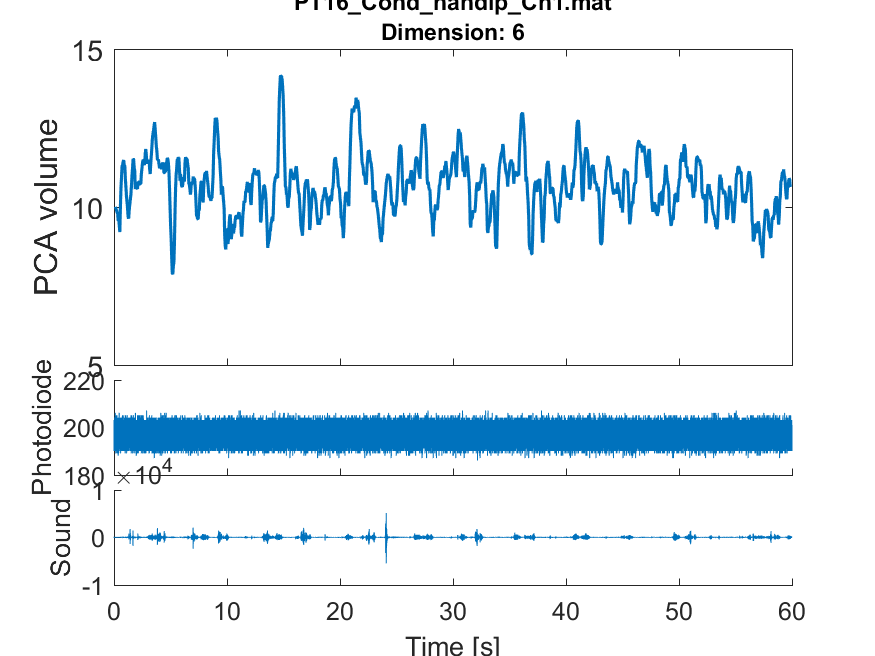 PT16_Cond_handip_Ch1.mat
Dimension: 6
15
10
5
PCA volume
220
200
180
Photodiode
×10⁴
1
0
-1
Sound
0 10 20 30 40 50 60
Time [s]